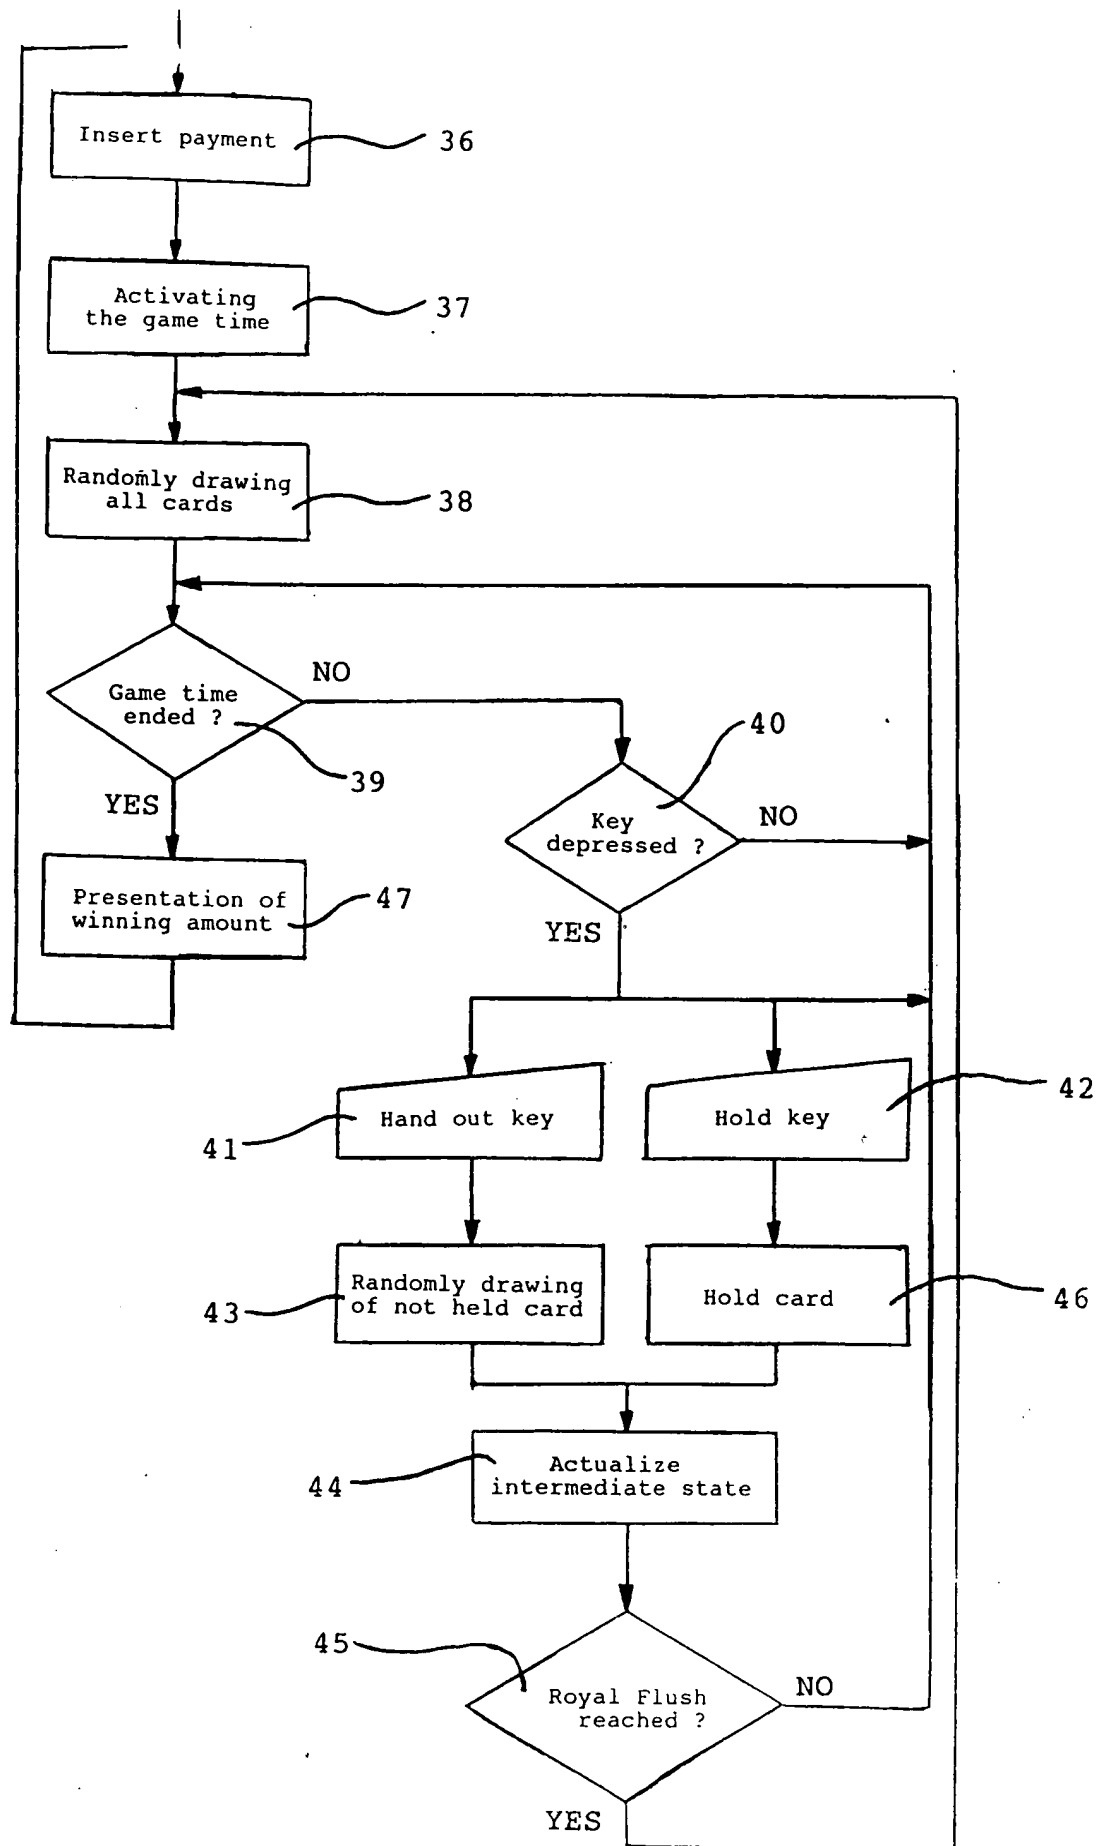 Insert payment
36
Activating
the game time
37
Randomly drawing
all cards
38
Game time
ended ?
39
NO
YES
40
Key
depressed ?
NO
YES
Presentation of
winning amount
47
Hand out key
41
Hold key
42
Randomly drawing
of not held card
43
Hold card
46
Actualize
intermediate state
44
45
Royal Flush
reached ?
NO
YES